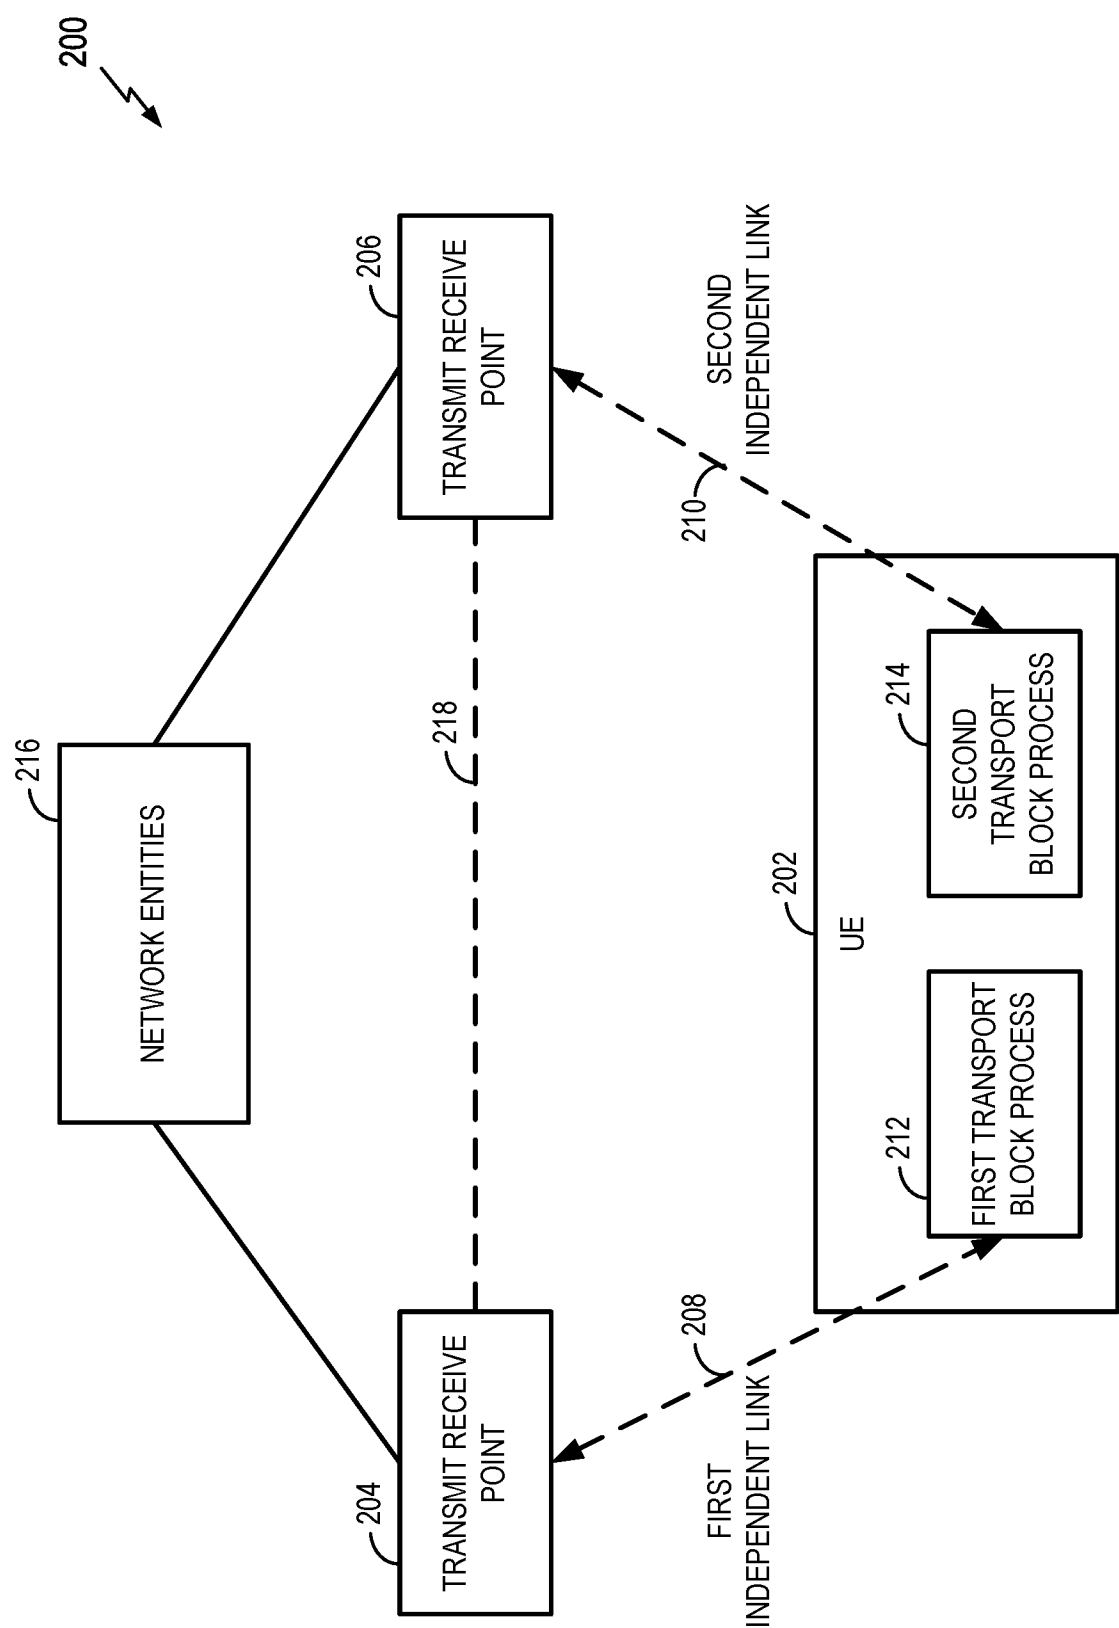 200
216
NETWORK ENTITIES
204
TRANSMIT RECEIVE
POINT
206
TRANSMIT RECEIVE
POINT
218
FIRST
INDEPENDENT LINK
208
210
SECOND
INDEPENDENT LINK
202
UE
212
FIRST TRANSPORT
BLOCK PROCESS
214
SECOND
TRANSPORT
BLOCK PROCESS